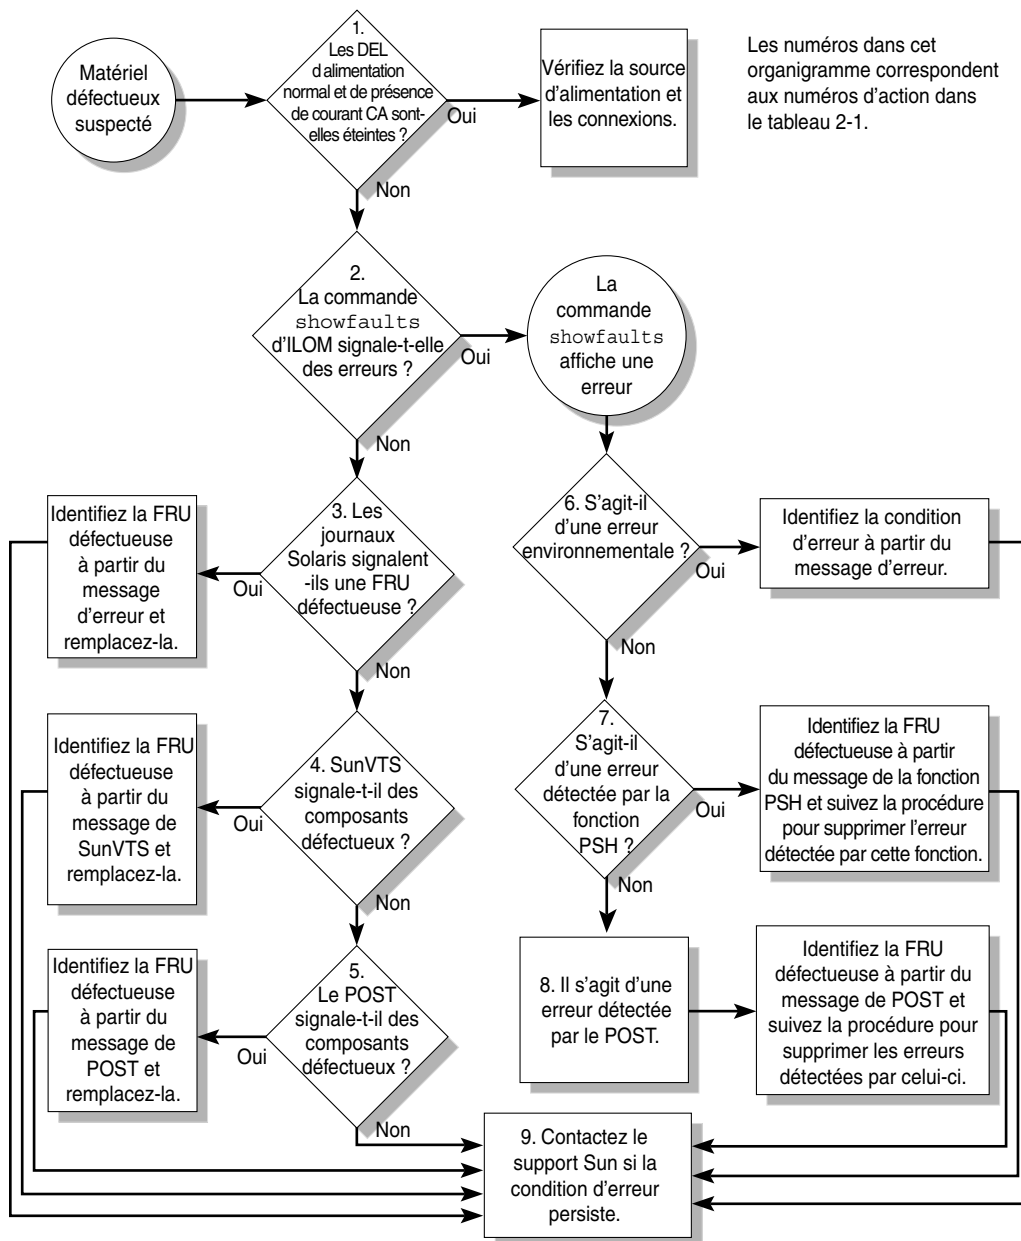 Matériel
défectueux
suspecté
1.
Les DEL
d alimentation
normal et de présence
de courant CA sont-
elles éteintes ?
Oui
Non
Vérifiez la source
d'alimentation et
les connexions.
Les numéros dans cet
organigramme correspondent
aux numéros d'action dans
le tableau 2-1.
2.
La commande
showfaults
d'ILOM signale-t-elle
des erreurs ?
Oui
Non
La
commande
showfaults
affiche une
erreur
3. Les
journaux
Solaris signalent
-ils une FRU
défectueuse ?
Oui
Non
Identifiez la FRU
défectueuse
à partir du
message
d'erreur et
remplacez-la.
6. S'agit-il
d'une erreur
environnementale ?
Oui
Non
Identifiez la condition
d'erreur à partir du
message d'erreur.
4. SunVTS
signale-t-il des
composants
défectueux ?
Oui
Non
Identifiez la FRU
défectueuse
à partir du
message de
SunVTS et
remplacez-la.
7.
S'agit-il
d'une erreur
détectée par la
fonction
PSH ?
Oui
Non
Identifiez la FRU
défectueuse à partir
du message de la fonction
PSH et suivez la procédure
pour supprimer l'erreur
détectée par cette fonction.
5.
Le POST
signale-t-il des
composants
défectueux ?
Oui
Non
Identifiez la FRU
défectueuse
à partir du
message de
POST et
remplacez-la.
8. Il s'agit d'une
erreur détectée
par le POST.
Identifiez la FRU
défectueuse à partir du
message de POST et
suivez la procédure pour
supprimer les erreurs
détectées par celui-ci.
9. Contactez le
support Sun si la
condition d'erreur
persiste.